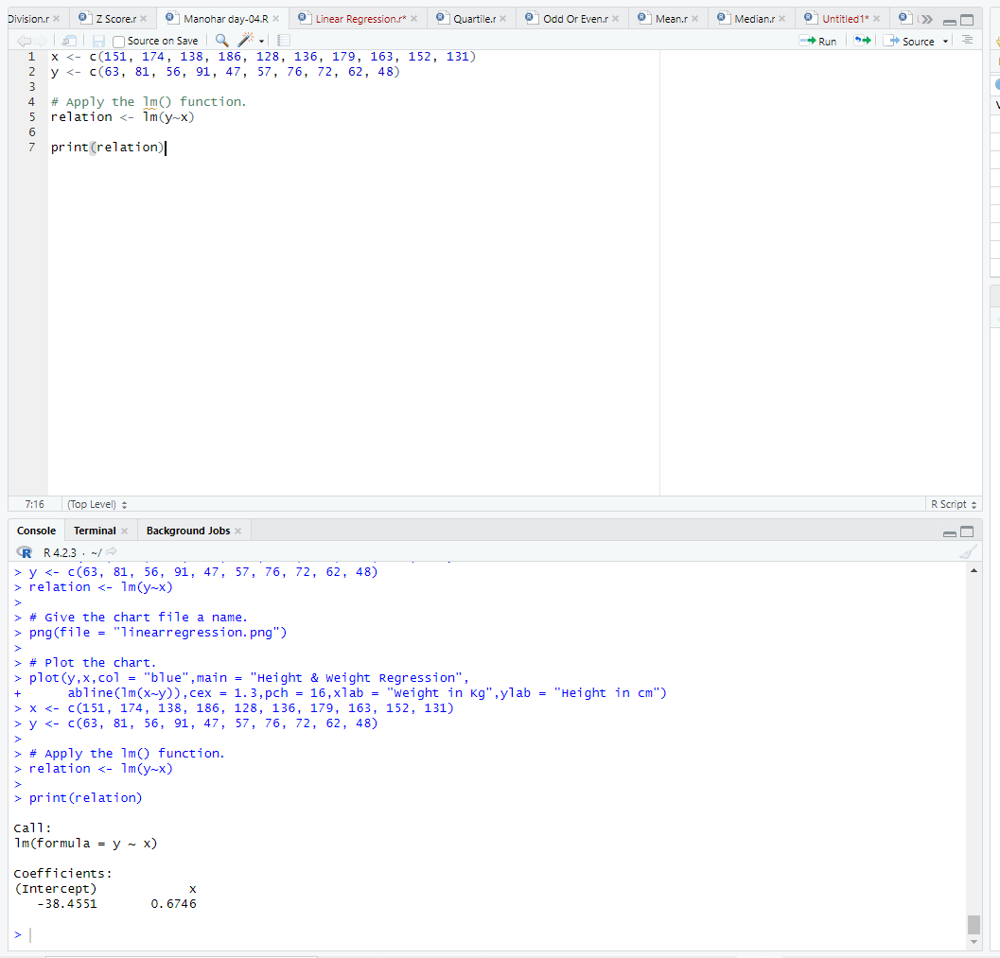 Division.r Z Score.r Manohar day-04.R Linear Regression.r* Quartile.r Odd Or Even.r Mean.r Median.r Untitled1*
Source on Save Run Source
1 x <- c(151, 174, 138, 186, 128, 136, 179, 163, 152, 131)
2 y <- c(63, 81, 56, 91, 47, 57, 76, 72, 62, 48)
3
4 # Apply the lm() function.
5 relation <- lm(y~x)
6
7 print(relation)
7:16 (Top Level) R Script
Console Terminal Background Jobs
R 4.2.3 · ~/
> y <- c(63, 81, 56, 91, 47, 57, 76, 72, 62, 48)
> relation <- lm(y~x)
>
> # Give the chart file a name.
> png(file = "linearregression.png")
>
> # Plot the chart.
> plot(y,x,col = "blue",main = "Height & Weight Regression",
+      abline(lm(x~y)),cex = 1.3,pch = 16,xlab = "Weight in Kg",ylab = "Height in cm")
> x <- c(151, 174, 138, 186, 128, 136, 179, 163, 152, 131)
> y <- c(63, 81, 56, 91, 47, 57, 76, 72, 62, 48)
>
> # Apply the lm() function.
> relation <- lm(y~x)
>
> print(relation)
Call:
lm(formula = y ~ x)
Coefficients:
(Intercept)            x
-38.4551       0.6746
>